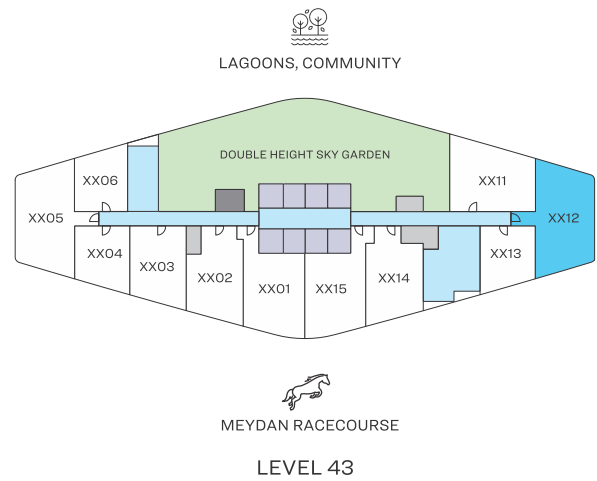 LAGOONS, COMMUNITY
DOUBLE HEIGHT SKY GARDEN
XX06
XX11
XX05
XX12
XX04
XX03
XX02
XX01
XX15
XX14
XX13
MEYDAN RACECOURSE
LEVEL 43